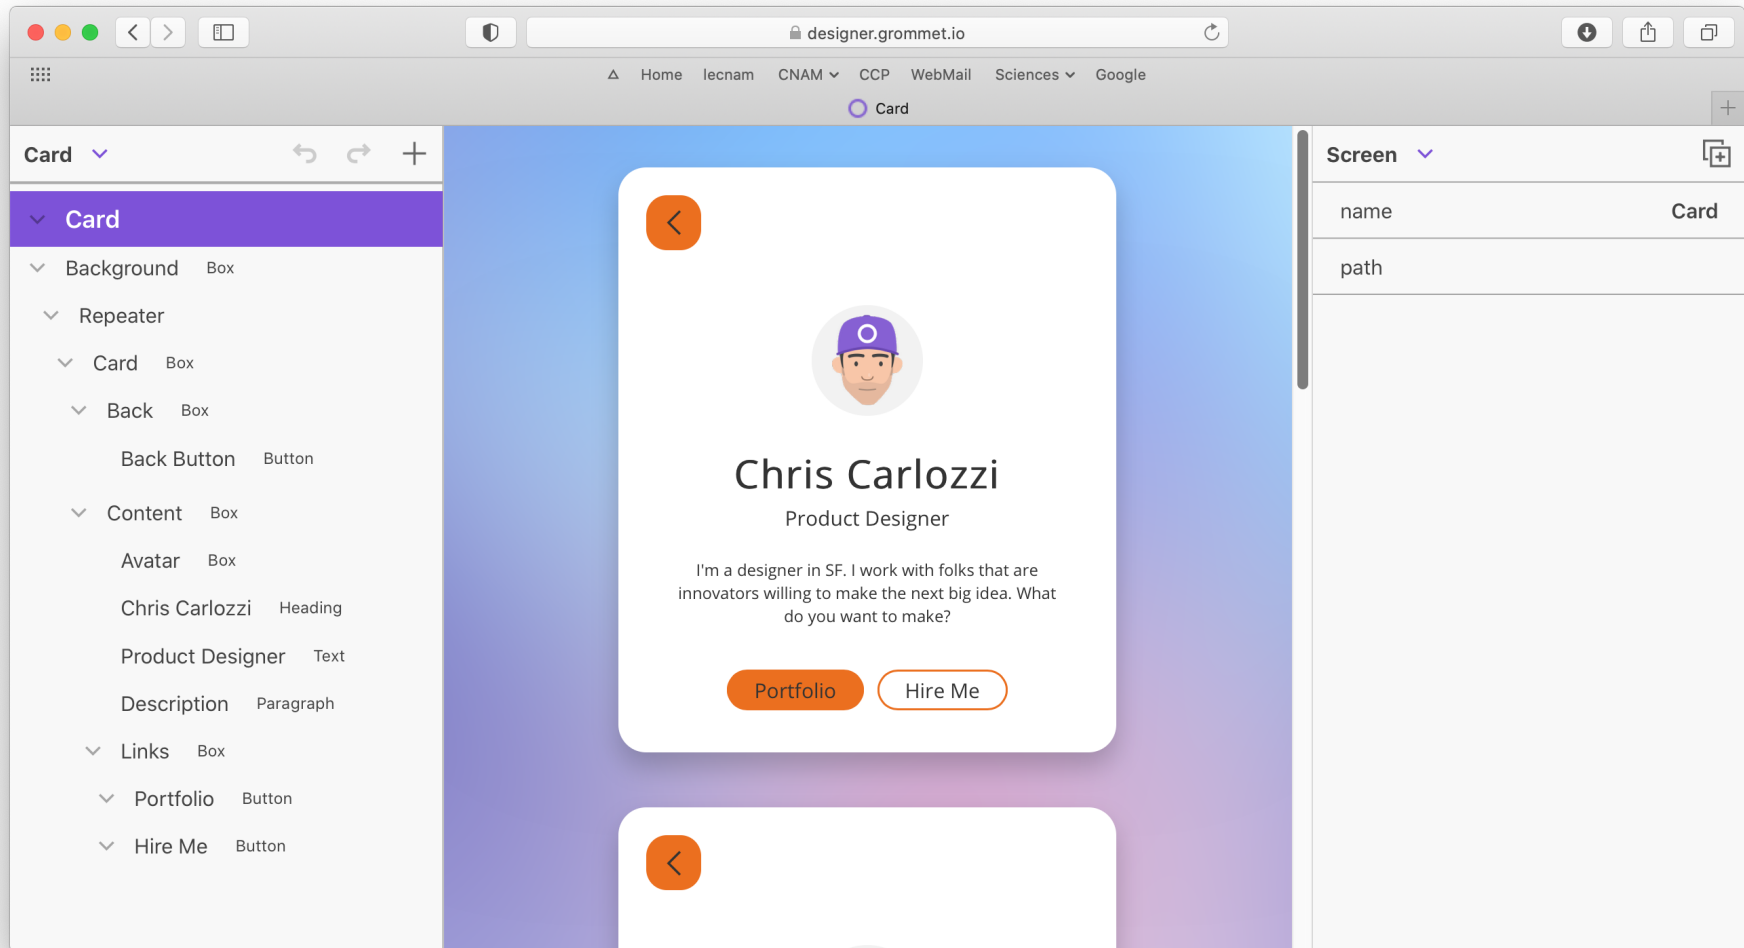 designer.grommet.io
Home lecnam CNAM CCP WebMail Sciences Google
Card
Card
Card
Background Box
Repeater
Card Box
Back Box
Back Button Button
Content Box
Avatar Box
Chris Carlozzi Heading
Product Designer Text
Description Paragraph
Links Box
Portfolio Button
Hire Me Button
Chris Carlozzi
Product Designer
I'm a designer in SF. I work with folks that are
innovators willing to make the next big idea. What
do you want to make?
Portfolio Hire Me
Screen
name Card
path